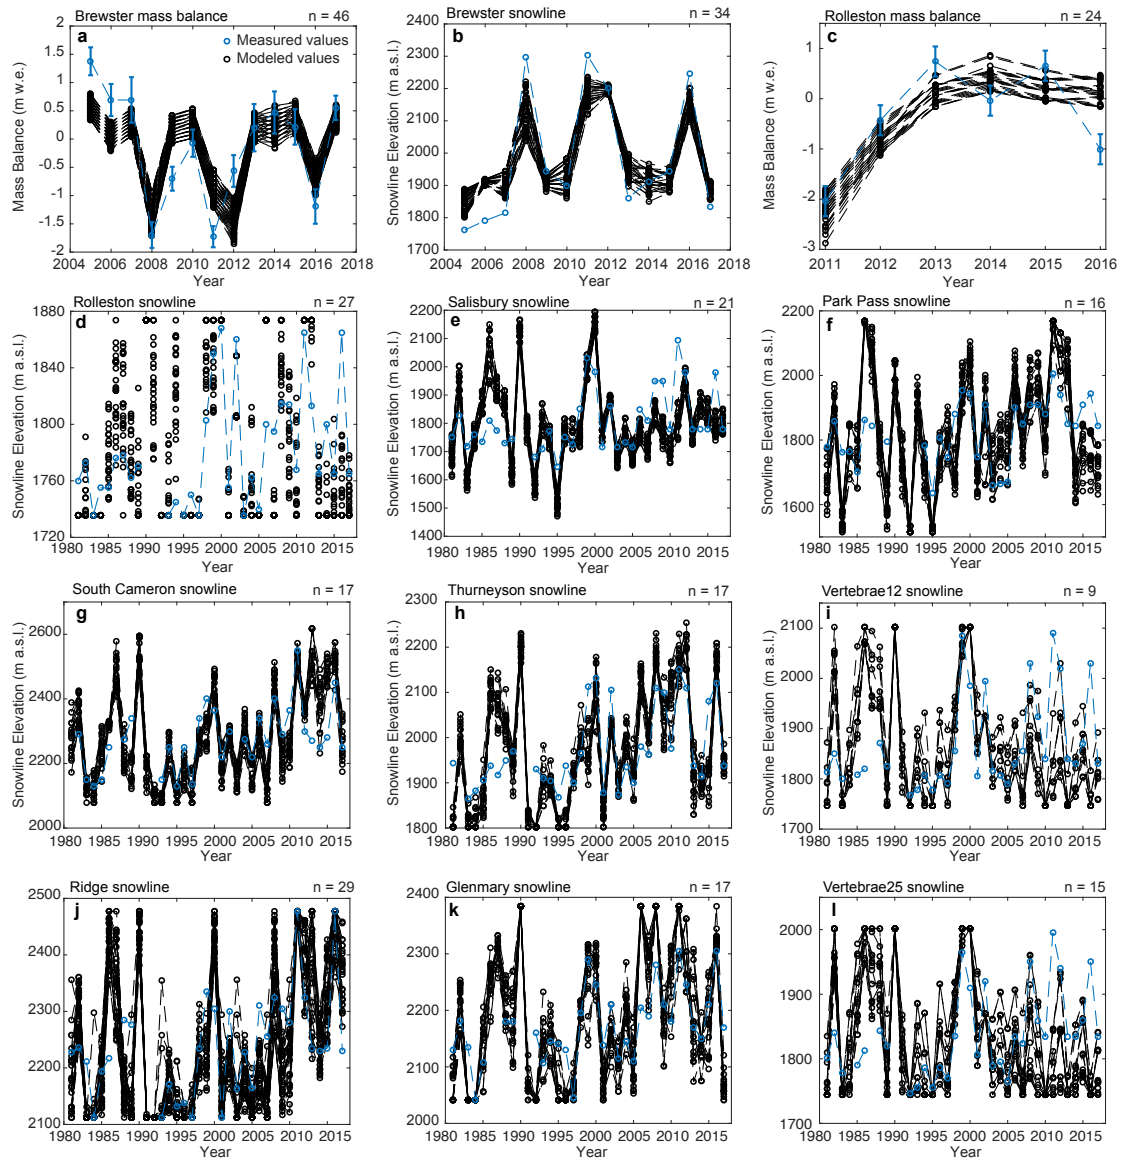 Brewster mass balance n = 46
a
Measured values
Modeled values
Mass Balance (m w.e.)
2
1.5
1
0.5
0
-0.5
-1
-1.5
-2
2004 2006 2008 2010 2012 2014 2016 2018
Year
Brewster snowline n = 34
b
Snowline Elevation (m a.s.l.)
2400
2300
2200
2100
2000
1900
1800
1700
2004 2006 2008 2010 2012 2014 2016 2018
Year
Rolleston mass balance n = 24
c
Mass Balance (m w.e.)
1
0
-1
-2
-3
2011 2012 2013 2014 2015 2016
Year
Rolleston snowline n = 27
d
Snowline Elevation (m a.s.l.)
1880
1840
1800
1760
1720
1980 1985 1990 1995 2000 2005 2010 2015
Year
Salisbury snowline n = 21
e
Snowline Elevation (m a.s.l.)
2200
2100
2000
1900
1800
1700
1600
1500
1400
1980 1985 1990 1995 2000 2005 2010 2015
Year
Park Pass snowline n = 16
f
Snowline Elevation (m a.s.l.)
2200
2000
1800
1600
1980 1985 1990 1995 2000 2005 2010 2015
Year
South Cameron snowline n = 17
g
Snowline Elevation (m a.s.l.)
2600
2400
2200
2000
1980 1985 1990 1995 2000 2005 2010 2015
Year
Thurneyson snowline n = 17
h
Snowline Elevation (m a.s.l.)
2300
2200
2100
2000
1900
1800
1980 1985 1990 1995 2000 2005 2010 2015
Year
Vertebrae12 snowline n = 9
i
Snowline Elevation (m a.s.l.)
2100
2000
1900
1800
1700
1980 1985 1990 1995 2000 2005 2010 2015
Year
Ridge snowline n = 29
j
Snowline Elevation (m a.s.l.)
2500
2400
2300
2200
2100
1980 1985 1990 1995 2000 2005 2010 2015
Year
Glenmary snowline n = 17
k
Snowline Elevation (m a.s.l.)
2400
2300
2200
2100
2000
1980 1985 1990 1995 2000 2005 2010 2015
Year
Vertebrae25 snowline n = 15
l
Snowline Elevation (m a.s.l.)
2000
1900
1800
1700
1980 1985 1990 1995 2000 2005 2010 2015
Year